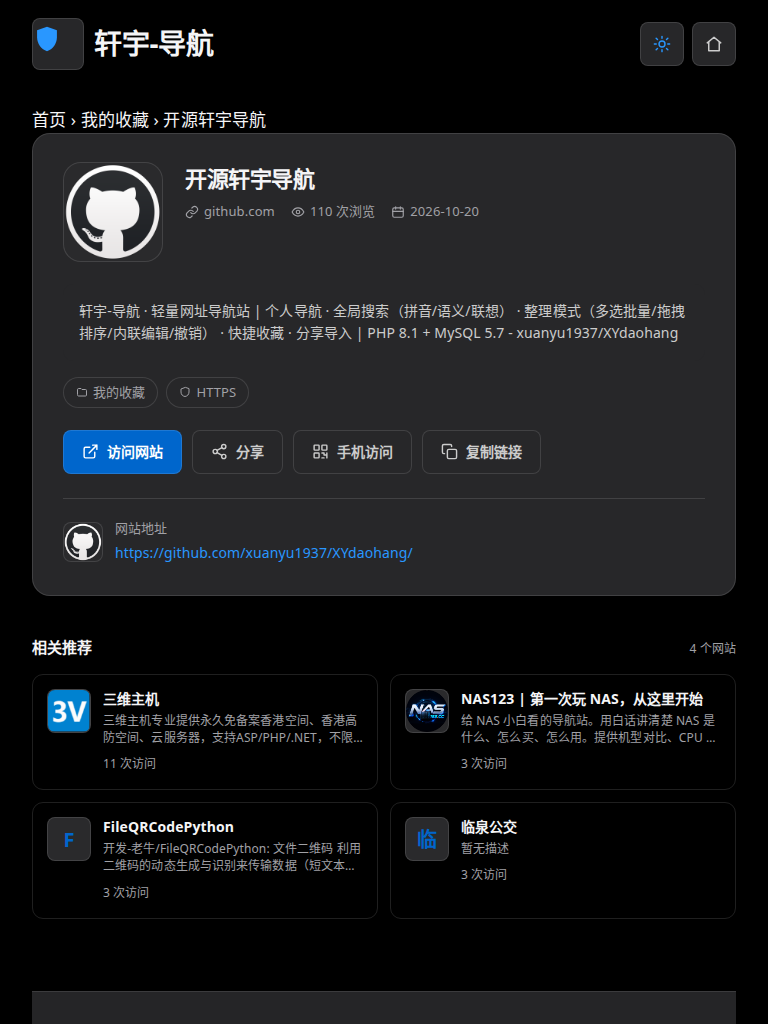 轩宇-导航
首页 › 我的收藏 › 开源轩宇导航
开源轩宇导航
github.com 110 次浏览 2026-10-20
轩宇-导航 · 轻量网址导航站 | 个人导航 · 全局搜索（拼音/语义/联想） · 整理模式（多选批量/拖拽
排序/内联编辑/撤销） · 快捷收藏 · 分享导入 | PHP 8.1 + MySQL 5.7 - xuanyu1937/XYdaohang
我的收藏 HTTPS
访问网站 分享 手机访问 复制链接
网站地址
https://github.com/xuanyu1937/XYdaohang/
相关推荐 4 个网站
3V
三维主机
三维主机专业提供永久免备案香港空间、香港高
防空间、云服务器，支持ASP/PHP/.NET，不限...
11 次访问
NAS
NAS123 | 第一次玩 NAS，从这里开始
给 NAS 小白看的导航站。用白话讲清楚 NAS 是
什么、怎么买、怎么用。提供机型对比、CPU ...
3 次访问
F
FileQRCodePython
开发-老牛/FileQRCodePython: 文件二维码 利用
二维码的动态生成与识别来传输数据（短文本...
3 次访问
临
临泉公交
暂无描述
3 次访问